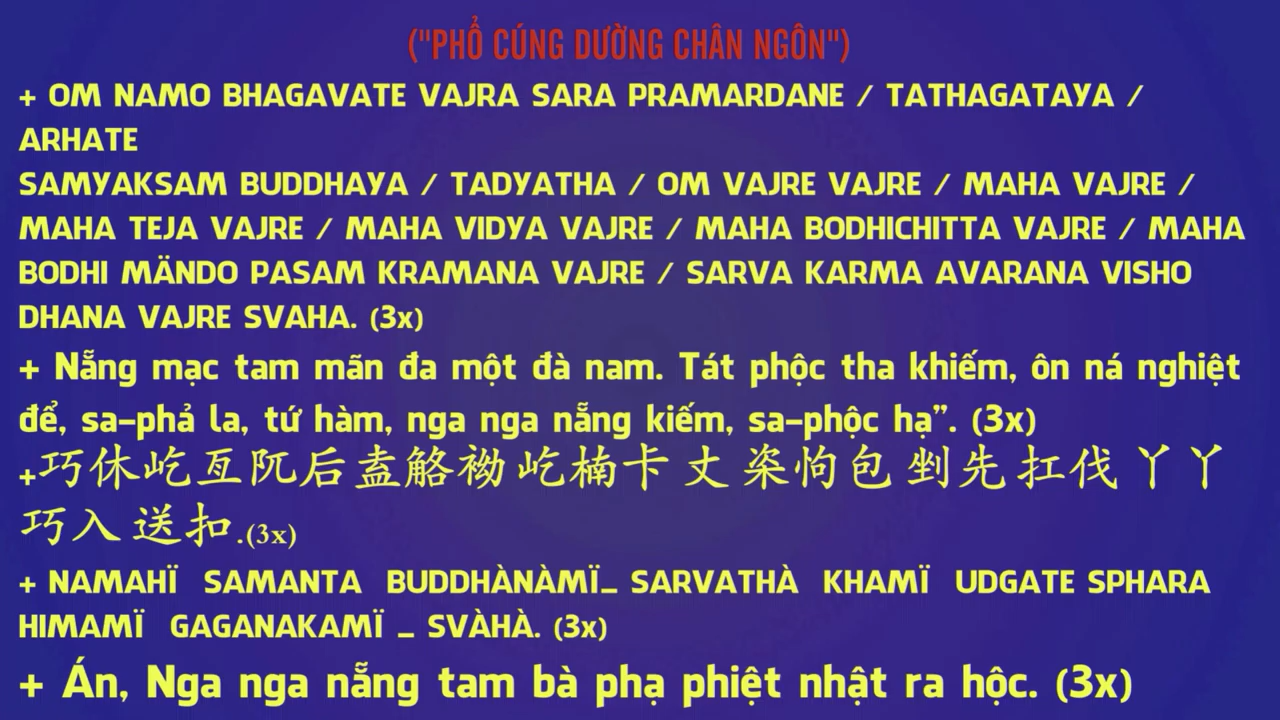 ("PHỔ CÚNG DƯỜNG CHÂN NGÔN")
+ OM NAMO BHAGAVATE VAJRA SARA PRAMARDANE / TATHAGATAYA /
ARHATE
SAMYAKSAM BUDDHAYA / TADYATHA / OM VAJRE VAJRE / MAHA VAJRE /
MAHA TEJA VAJRE / MAHA VIDYA VAJRE / MAHA BODHICHITTA VAJRE / MAHA
BODHI MÄNDO PASAM KRAMANA VAJRE / SARVA KARMA AVARANA VISHO
DHANA VAJRE SVAHA. (3x)
+ Nẵng mạc tam mãn đa một đà nam. Tát phộc tha khiếm, ôn ná nghiệt
để, sa-phả la, tứ hàm, nga nga nẵng kiếm, sa-phộc hạ”. (3x)
+巧休屹亙阢后盍觡袎 屹楠卡 丈 桼怐包 剉先 扛伐 丫丫
巧入 送扣.(3x)
+ NAMAHÏ SAMANTA BUDDHÀNÀMÏ_ SARVATHÀ KHAMÏ UDGATE SPHARA
HIMAMÏ GAGANAKAMÏ _ SVÀHÀ. (3x)
+ Án, Nga nga nẵng tam bà phạ phiệt nhật ra hộc. (3x)